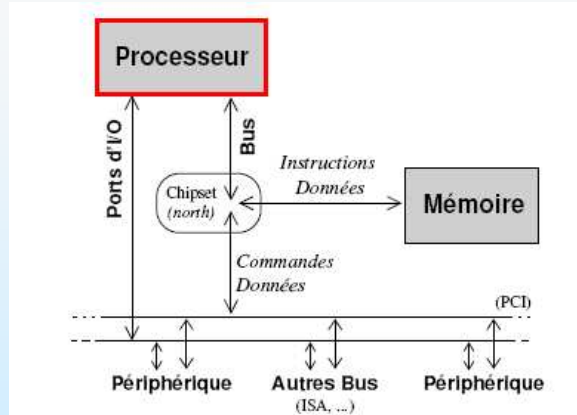 Processeur
Ports d'I/O
Bus
Instructions
Données
Chipset
(north)
Mémoire
Commandes
Données
(PCI)
Périphérique
Autres Bus
(ISA, ...)
Périphérique